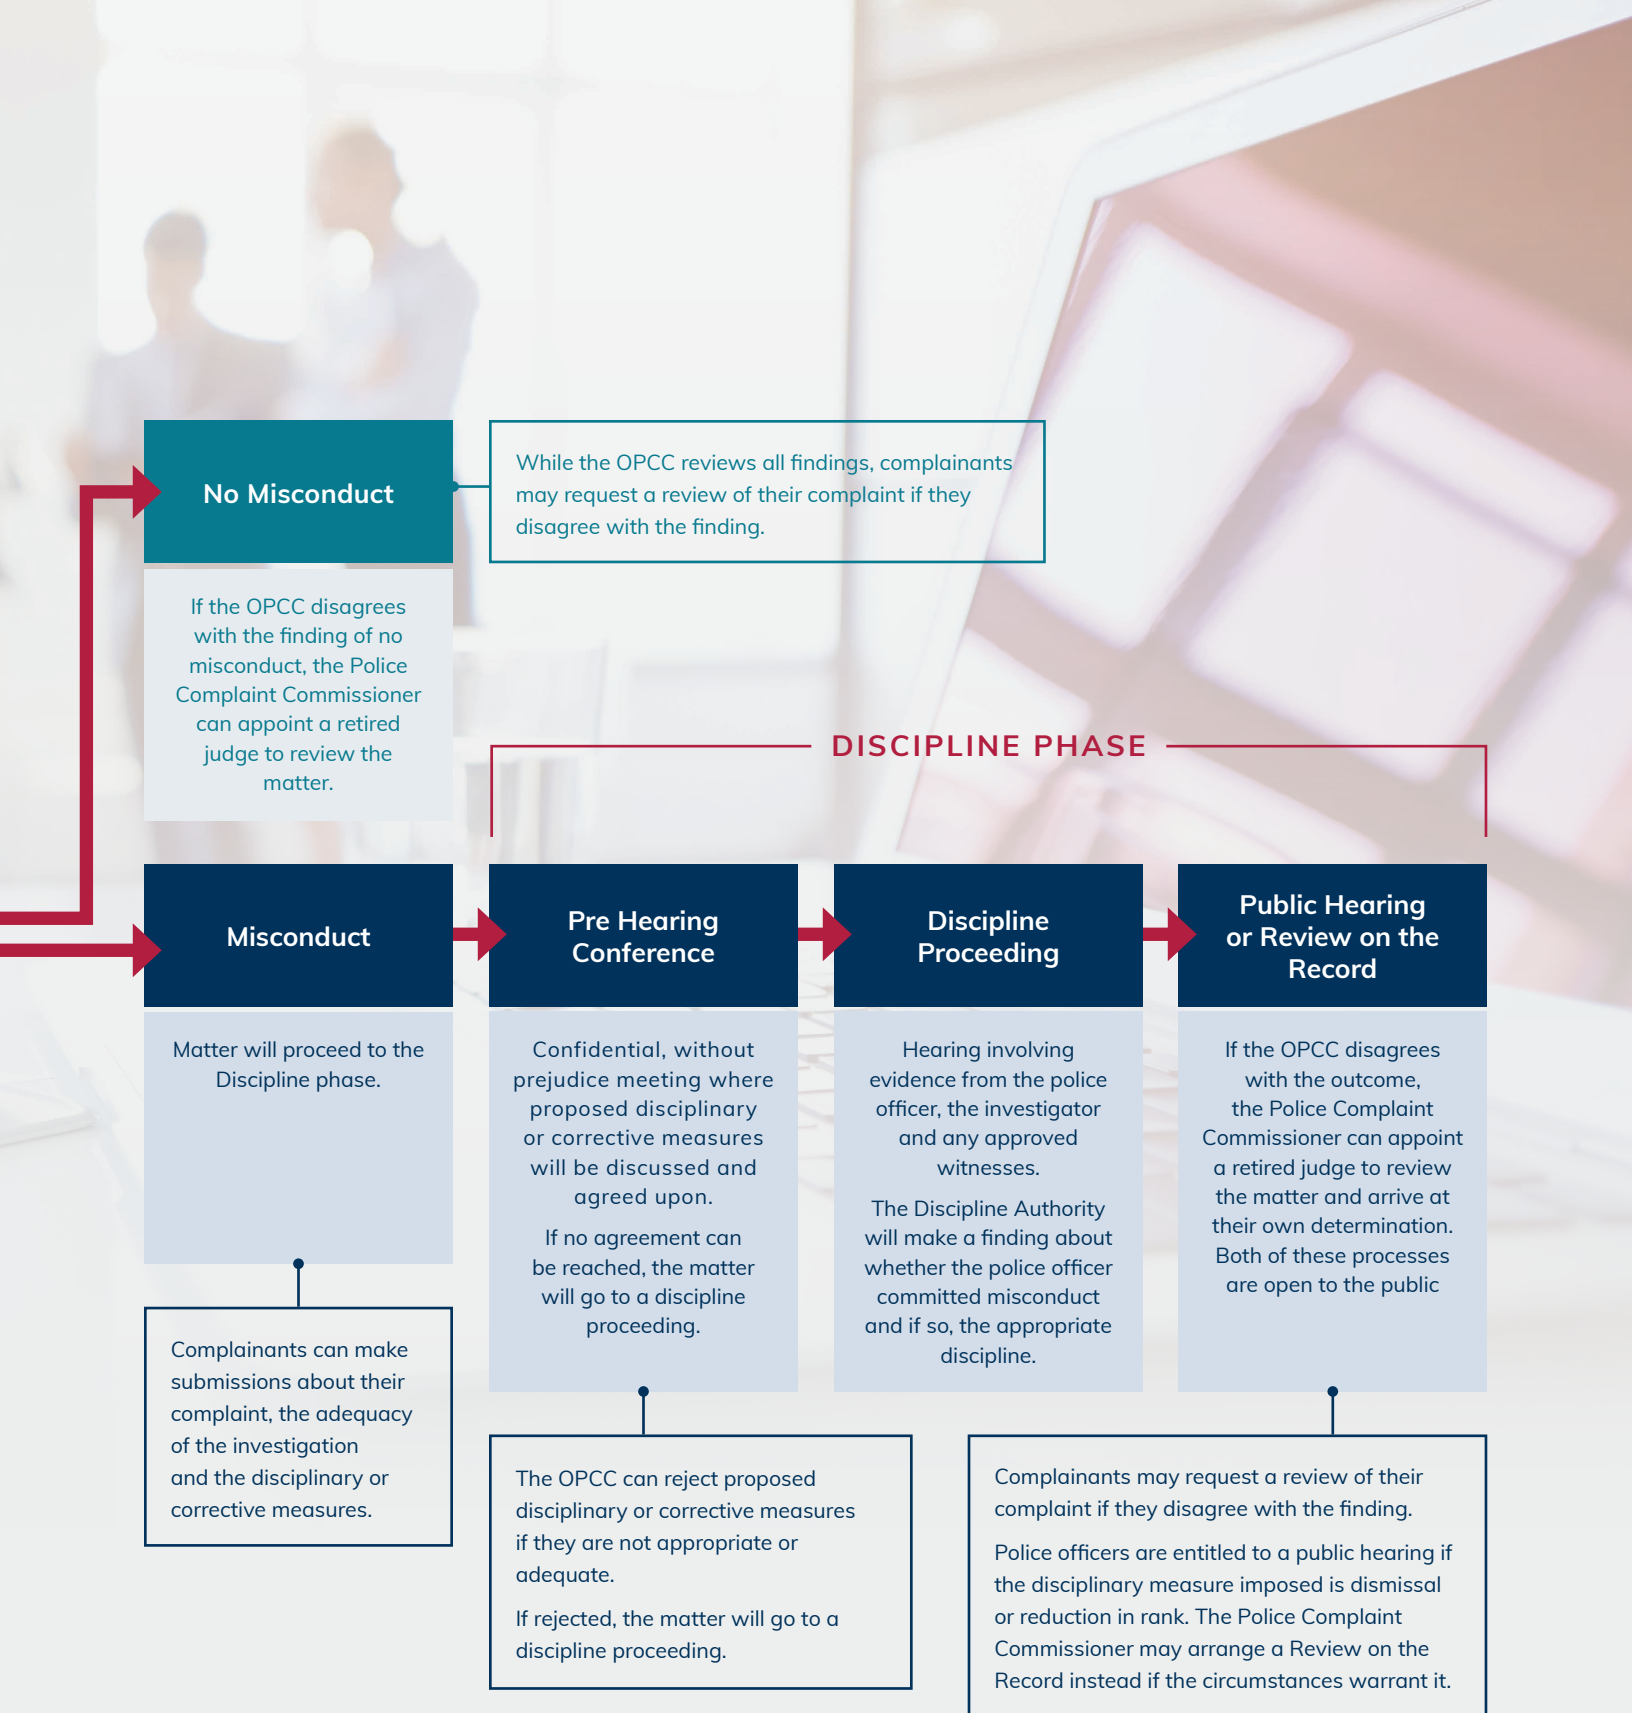 No Misconduct
While the OPCC reviews all findings, complainants
may request a review of their complaint if they
disagree with the finding.
If the OPCC disagrees
with the finding of no
misconduct, the Police
Complaint Commissioner
can appoint a retired
judge to review the
matter.
DISCIPLINE PHASE
Misconduct
Matter will proceed to the
Discipline phase.
Complainants can make
submissions about their
complaint, the adequacy
of the investigation
and the disciplinary or
corrective measures.
Pre Hearing
Conference
Confidential, without
prejudice meeting where
proposed disciplinary
or corrective measures
will be discussed and
agreed upon.
If no agreement can
be reached, the matter
will go to a discipline
proceeding.
The OPCC can reject proposed
disciplinary or corrective measures
if they are not appropriate or
adequate.
If rejected, the matter will go to a
discipline proceeding.
Discipline
Proceeding
Hearing involving
evidence from the police
officer, the investigator
and any approved
witnesses.
The Discipline Authority
will make a finding about
whether the police officer
committed misconduct
and if so, the appropriate
discipline.
Public Hearing
or Review on the
Record
If the OPCC disagrees
with the outcome,
the Police Complaint
Commissioner can appoint
a retired judge to review
the matter and arrive at
their own determination.
Both of these processes
are open to the public
Complainants may request a review of their
complaint if they disagree with the finding.
Police officers are entitled to a public hearing if
the disciplinary measure imposed is dismissal
or reduction in rank. The Police Complaint
Commissioner may arrange a Review on the
Record instead if the circumstances warrant it.